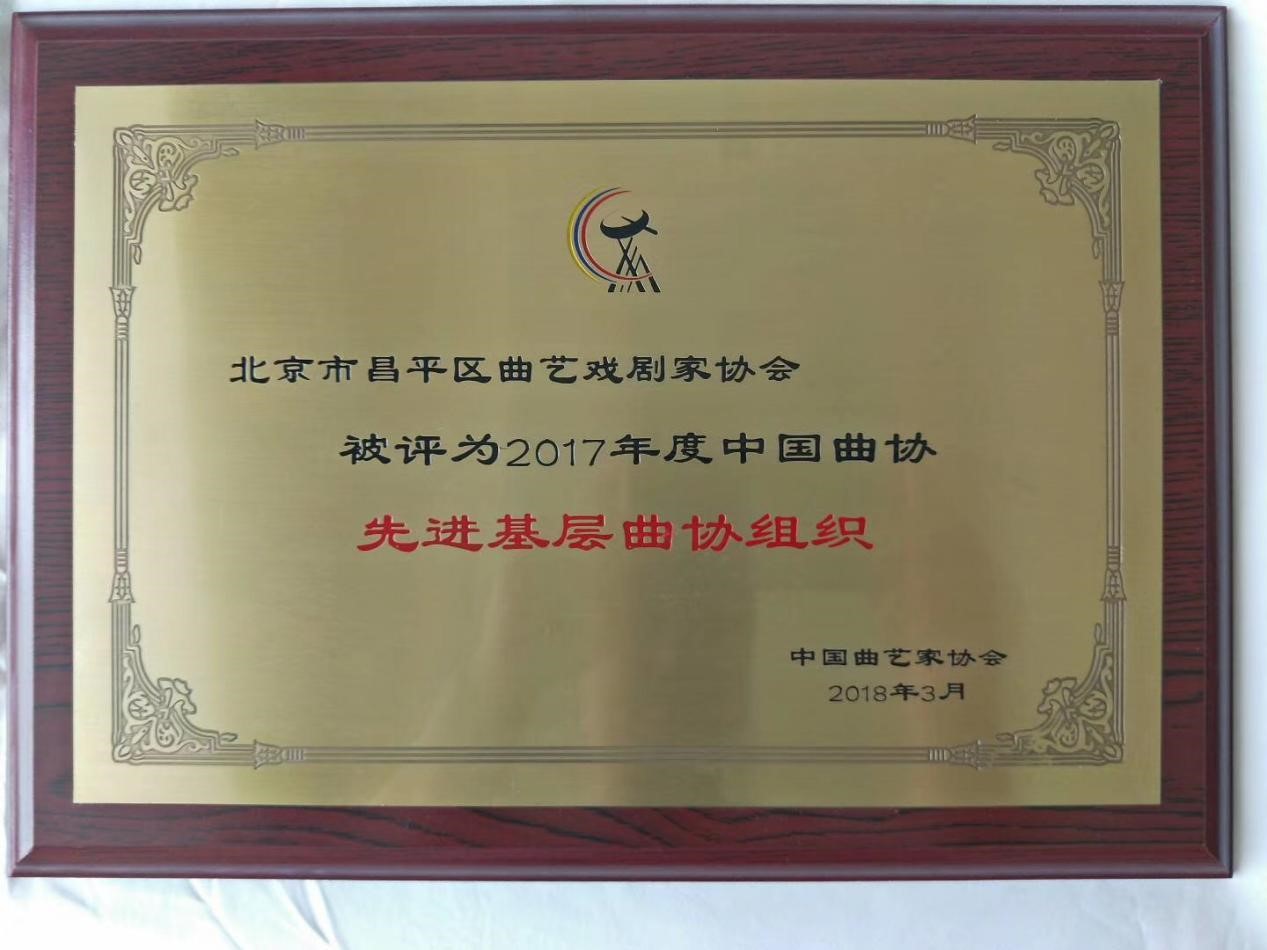 北京市昌平区曲艺戏剧家协会
被评为2017年度中国曲协
先进基层曲协组织
中国曲艺家协会
2018年3月